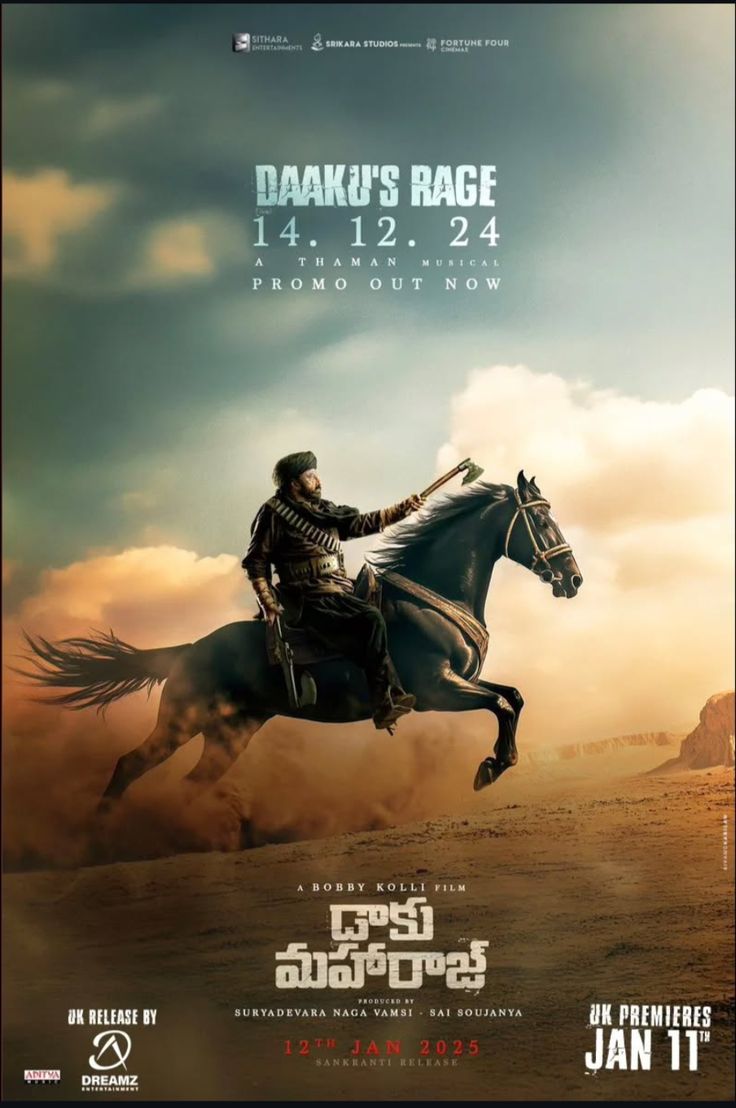 SITHARA
ENTERTAINMENTS
SRIKARA STUDIOS PRESENTS
FORTUNE FOUR
CINEMAS
DAAKU'S RAGE
14. 12. 24
A THAMAN MUSICAL
PROMO OUT NOW
A BOBBY KOLLI FILM
డాకు
మహారాజ్
PRODUCED BY
SURYADEVARA NAGA VAMSI - SAI SOUJANYA
12TH JAN 2025
SANKRANTI RELEASE
UK RELEASE BY
DREAMZ
ENTERTAINMENT
ADITYA
MUSIC
UK PREMIERES
JAN 11TH